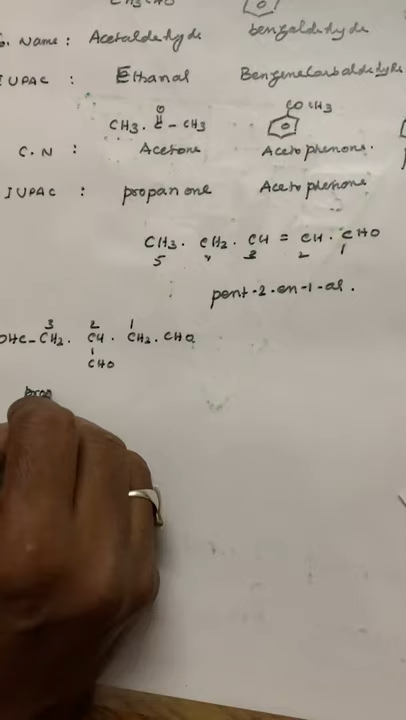 CH3CHO
Name : Acetaldehyde benzaldehyde
IUPAC : Ethanal Benzenecarbaldehyde
O COCH3
CH3. C - CH3
C.N : Acetone Acetophenone.
IUPAC : propanone Acetophenone
CH3. CH2. CH = CH. CHO
5 4 3 2 1
pent-2-en-1-al.
3 2 1
OHC-CH2. CH. CH2. CHO
CHO
prop